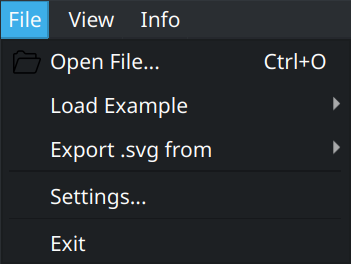 File View Info
Open File... Ctrl+O
Load Example
Export .svg from
Settings...
Exit